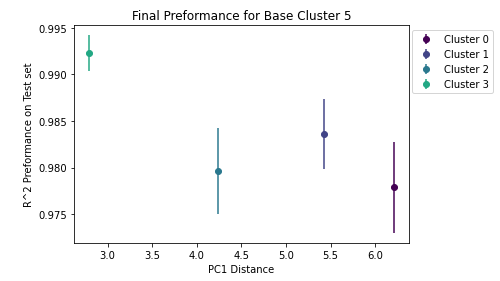 Final Preformance for Base Cluster 5
R^2 Preformance on Test set
0.995
0.990
0.985
0.980
0.975
3.0 3.5 4.0 4.5 5.0 5.5 6.0
PC1 Distance
Cluster 0
Cluster 1
Cluster 2
Cluster 3